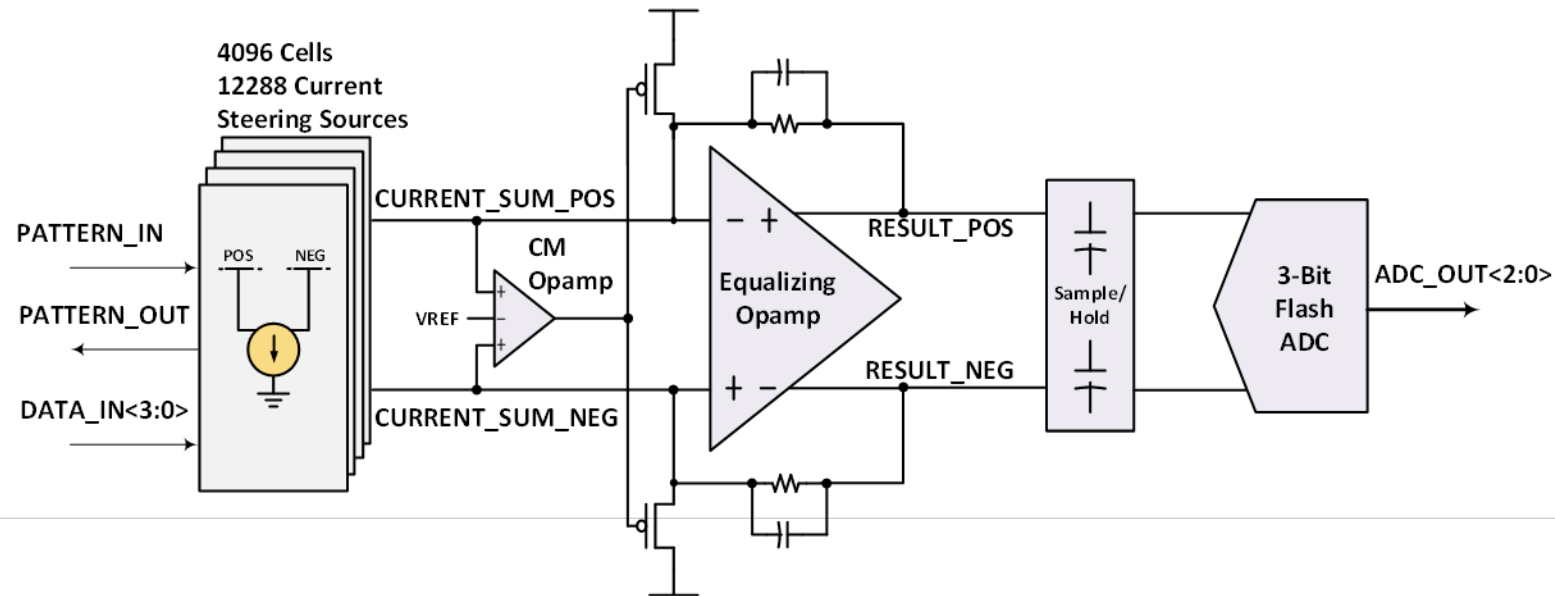 4096 Cells
12288 Current
Steering Sources
PATTERN_IN
PATTERN_OUT
DATA_IN<3:0>
POS
NEG
CURRENT_SUM_POS
CM
Opamp
VREF
+
−
+
CURRENT_SUM_NEG
− +
Equalizing
Opamp
+ −
RESULT_POS
RESULT_NEG
Sample/
Hold
3-Bit
Flash
ADC
ADC_OUT<2:0>